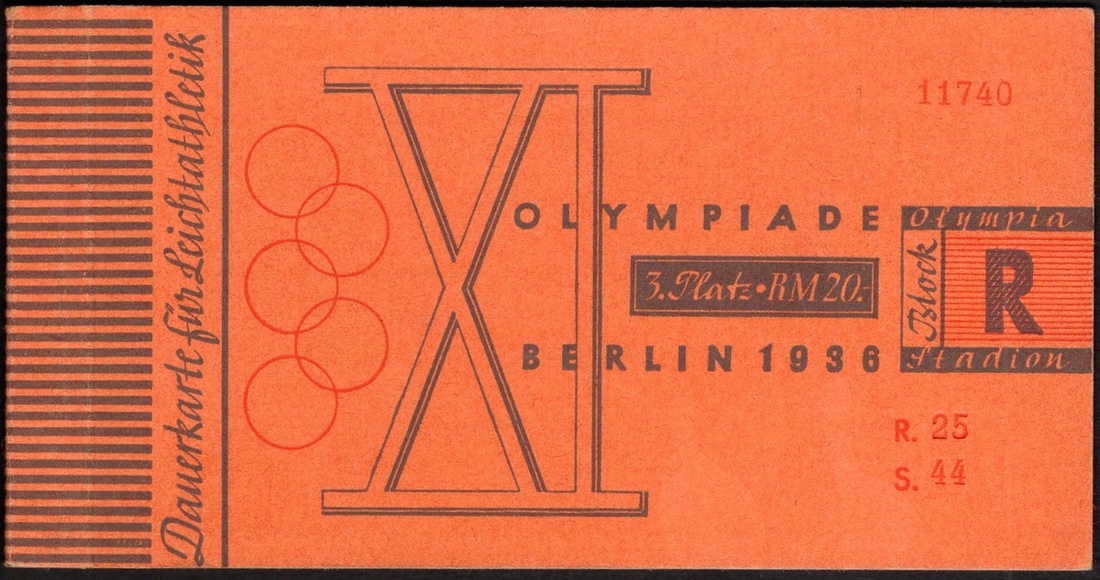 Dauerkarte für Leichtathletik
XI
11740
OLYMPIADE
3. Platz • RM 20.-
BERLIN 1936
Olympia
Block
R
Stadion
R. 25
S. 44